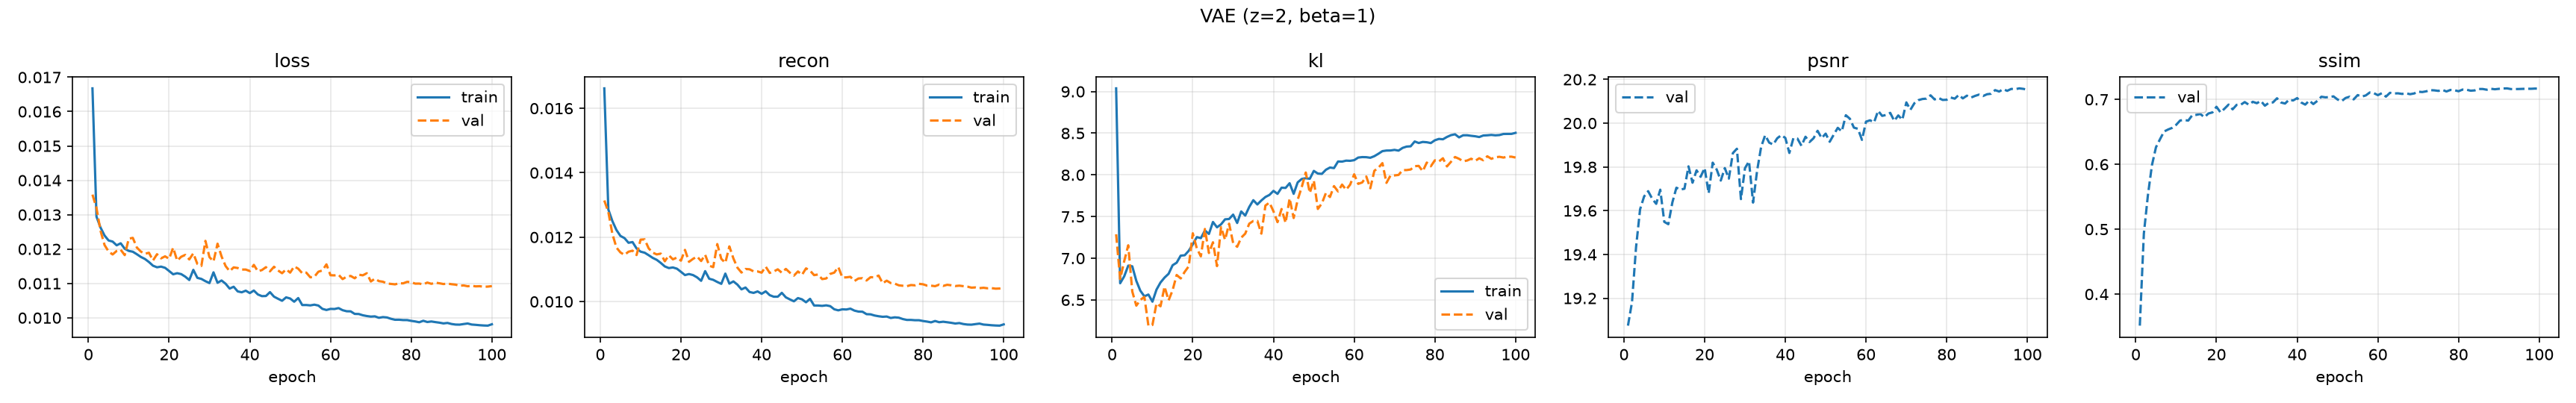 VAE (z=2, beta=1)
loss
0.017
0.016
0.015
0.014
0.013
0.012
0.011
0.010
0 20 40 60 80 100
epoch
train
val
recon
0.016
0.014
0.012
0.010
0 20 40 60 80 100
epoch
train
val
kl
9.0
8.5
8.0
7.5
7.0
6.5
0 20 40 60 80 100
epoch
train
val
psnr
20.2
20.0
19.8
19.6
19.4
19.2
0 20 40 60 80 100
epoch
val
ssim
0.7
0.6
0.5
0.4
0 20 40 60 80 100
epoch
val